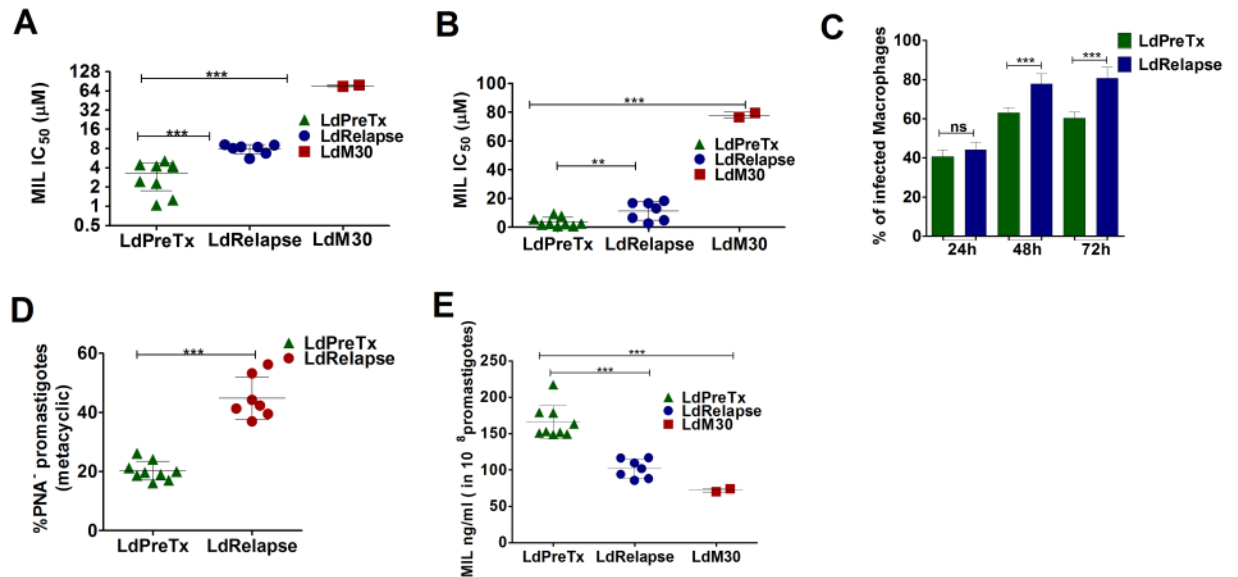 A
MIL IC50 (µM)
128
64
32
16
8
4
2
1
0.5
***
***
LdPreTx
LdRelapse
LdM30
LdPreTx
LdRelapse
LdM30
B
MIL IC50 (µM)
100
80
60
40
20
0
***
**
LdPreTx
LdRelapse
LdM30
LdPreTx
LdRelapse
LdM30
C
% of infected Macrophages
100
80
60
40
20
0
ns
***
***
LdPreTx
LdRelapse
24h
48h
72h
D
%PNA- promastigotes
(metacyclic)
60
40
20
0
***
LdPreTx
LdRelapse
LdPreTx
LdRelapse
E
MIL ng/ml ( in 10 8promastigotes)
250
200
150
100
50
0
***
***
LdPreTx
LdRelapse
LdM30
LdPreTx
LdRelapse
LdM30